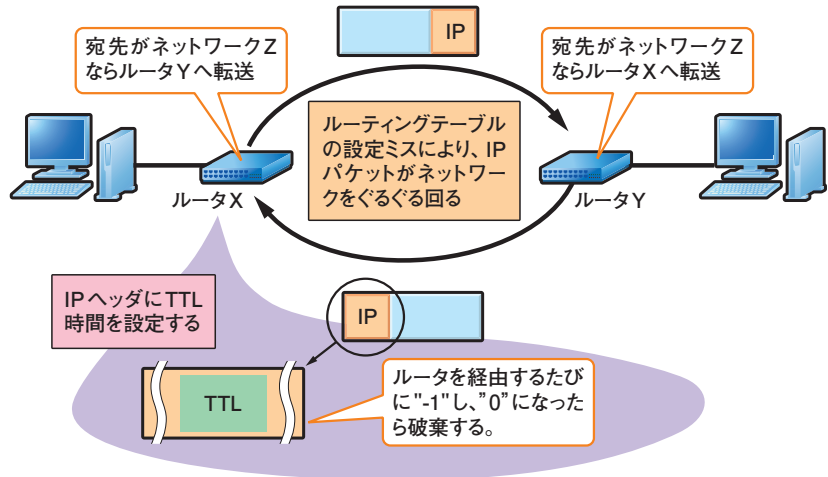 IP
宛先がネットワークZ
ならルータYへ転送
宛先がネットワークZ
ならルータXへ転送
ルーティングテーブル
の設定ミスにより、IP
パケットがネットワー
クをぐるぐる回る
ルータX
ルータY
IPヘッダにTTL
時間を設定する
IP
TTL
ルータを経由するたび
に"-1"し、"0"になった
ら破棄する。